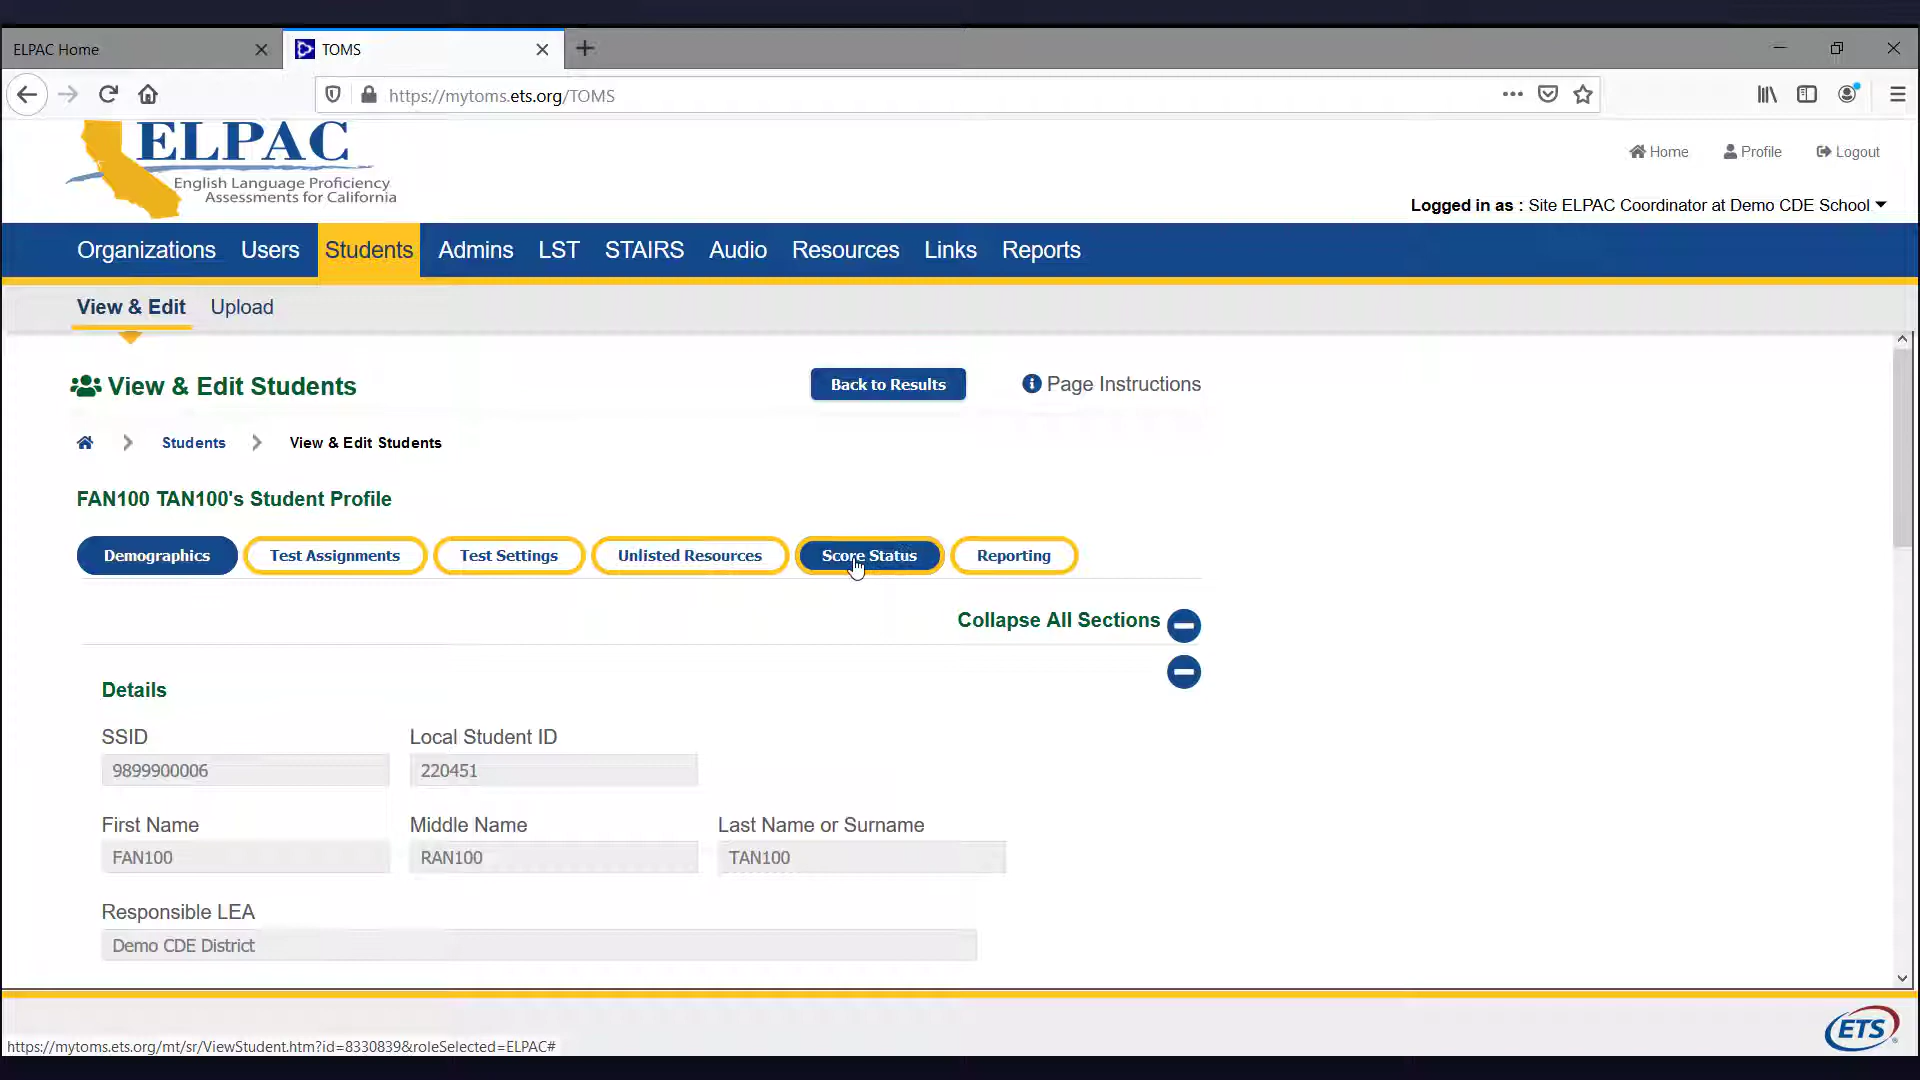 ELPAC Home
TOMS
https://mytoms.ets.org/TOMS
ELPAC
English Language Proficiency
Assessments for California
Home Profile Logout
Logged in as : Site ELPAC Coordinator at Demo CDE School
Organizations Users Students Admins LST STAIRS Audio Resources Links Reports
View & Edit Upload
View & Edit Students
Back to Results
Page Instructions
Students View & Edit Students
FAN100 TAN100's Student Profile
Demographics Test Assignments Test Settings Unlisted Resources Score Status Reporting
Collapse All Sections
Details
SSID Local Student ID
9899900006 220451
First Name Middle Name Last Name or Surname
FAN100 RAN100 TAN100
Responsible LEA
Demo CDE District
ETS
https://mytoms.ets.org/mt/sr/ViewStudent.htm?id=8330839&roleSelected=ELPAC#